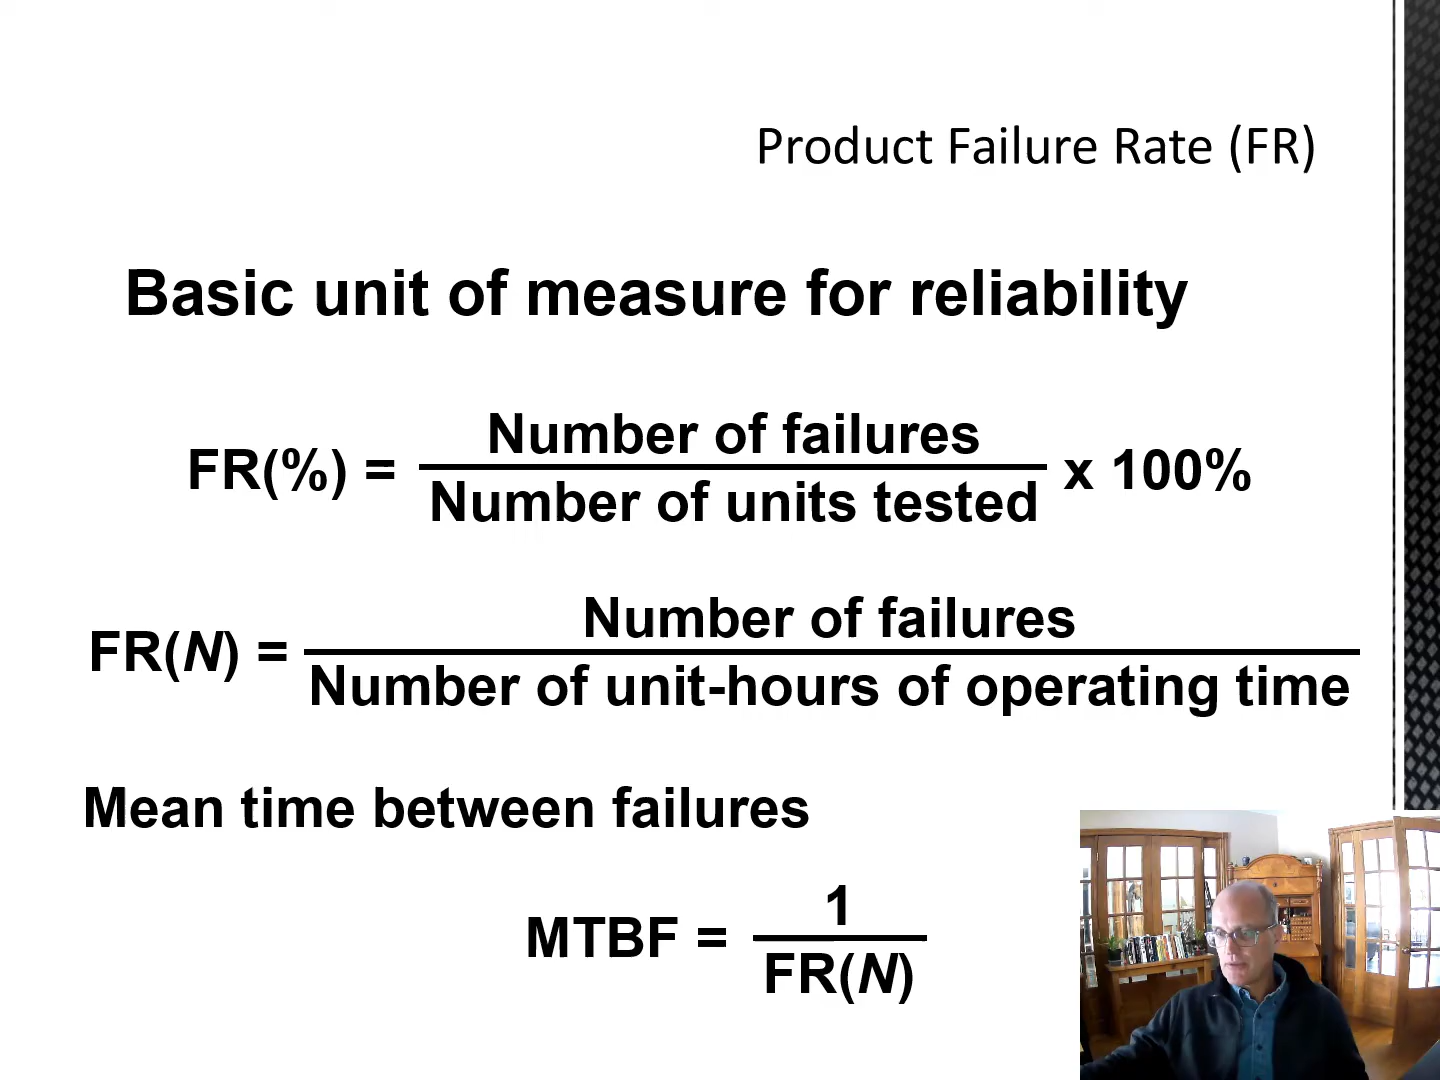 Product Failure Rate (FR)
Basic unit of measure for reliability
Number of failures
FR(%) = x 100%
Number of units tested
Number of failures
FR(N) =
Number of unit-hours of operating time
Mean time between failures
1
MTBF =
FR(N)